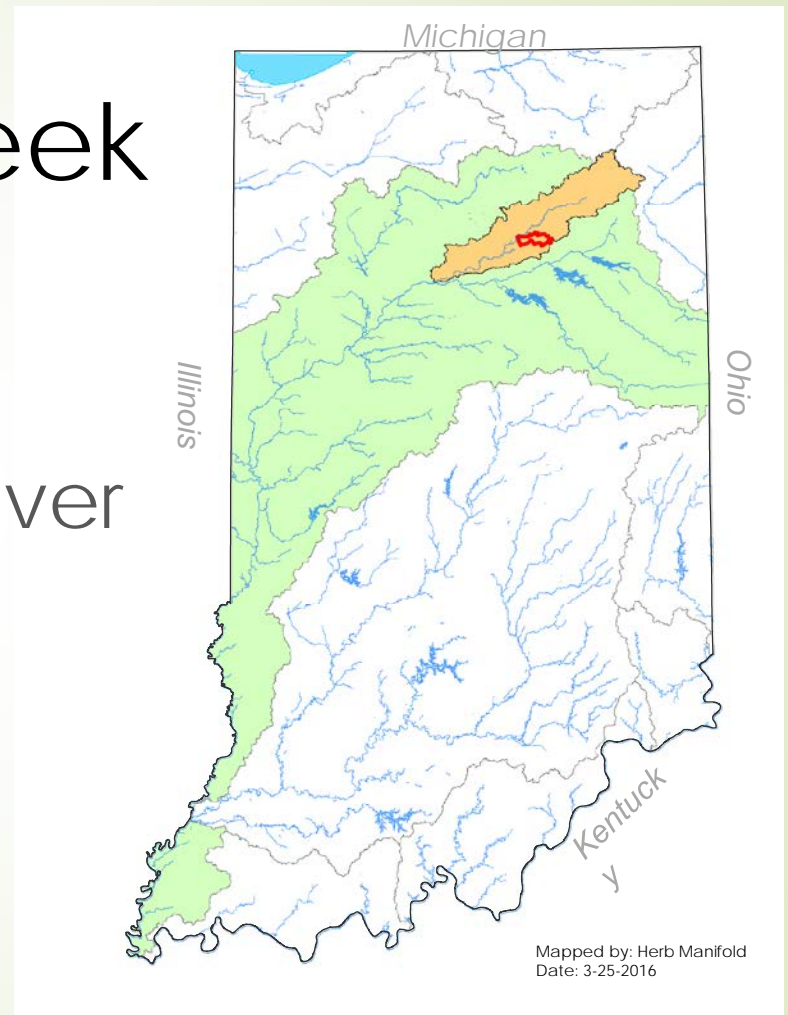 Michigan
eek
Illinois
Ohio
ver
Kentuck
y
Mapped by: Herb Manifold
Date: 3-25-2016